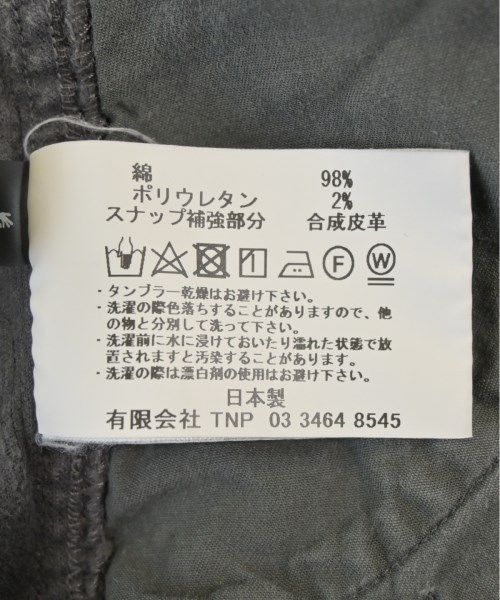 綿 98%
ポリウレタン 2%
スナップ補強部分 合成皮革
F W
・タンブラー乾燥はお避け下さい。
・洗濯の際色落ちすることがありますので、他
の物と分別して洗って下さい。
・洗濯前に水に浸けておいたり濡れた状態で放
置されますと汚染することがあります。
・洗濯の際は漂白剤の使用はお避け下さい。
日本製
有限会社 TNP 03 3464 8545